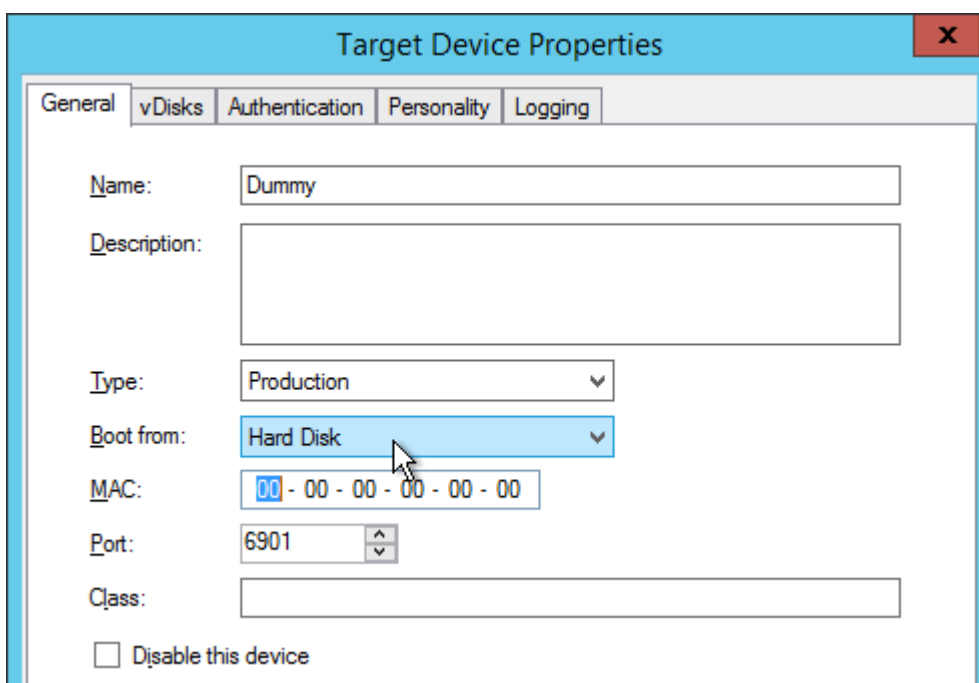 Target Device Properties
x
General vDisks Authentication Personality Logging
Name: Dummy
Description:
Type: Production
Boot from: Hard Disk
MAC: 00 - 00 - 00 - 00 - 00 - 00
Port: 6901
Class:
Disable this device